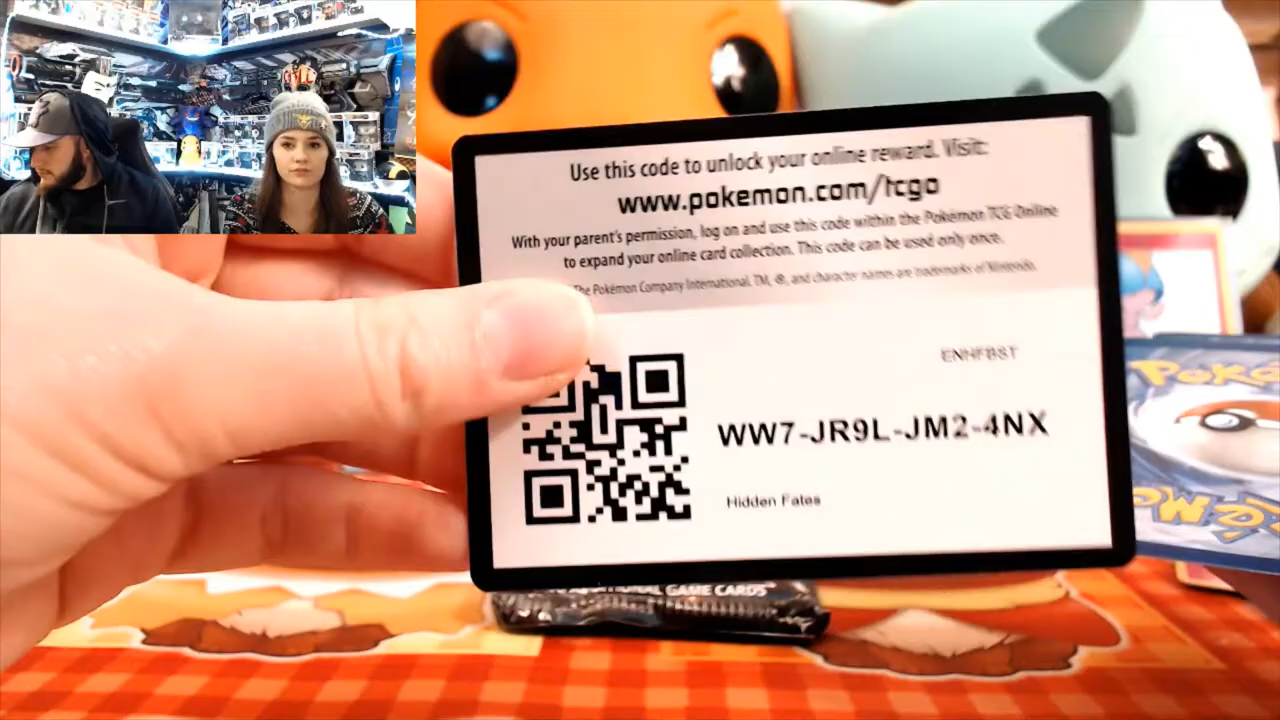 Use this code to unlock your online reward. Visit:
www.pokemon.com/tcgo
With your parent's permission, log on and use this code within the Pokémon TCG Online
to expand your online card collection. This code can be used only once.
The Pokémon Company International. TM, ®, and character names are trademarks of Nintendo.
ENHFBST
WW7-JR9L-JM2-4NX
Hidden Fates
GAME CARDS